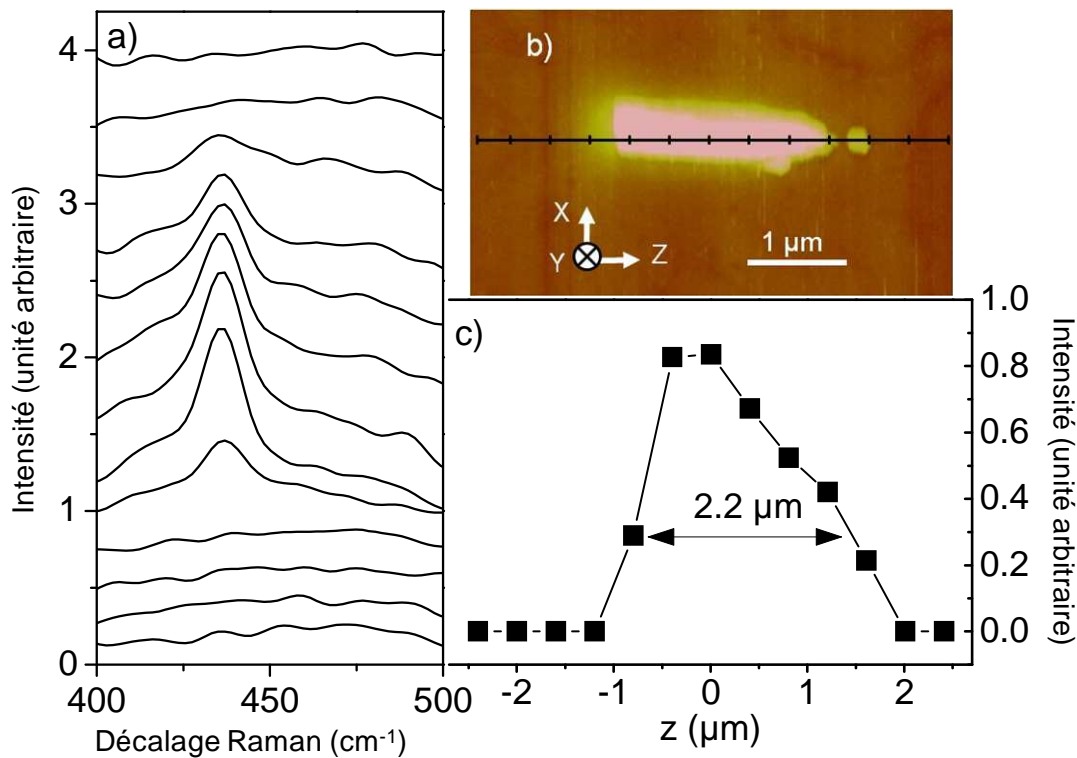 a)
4
3
2
1
0
400
450
500
Intensité (unité arbitraire)
Décalage Raman (cm⁻¹)
b)
X
Y
Z
1 µm
c)
2.2 µm
1.0
0.8
0.6
0.4
0.2
0.0
Intensité (unité arbitraire)
-2
-1
0
1
2
z (µm)